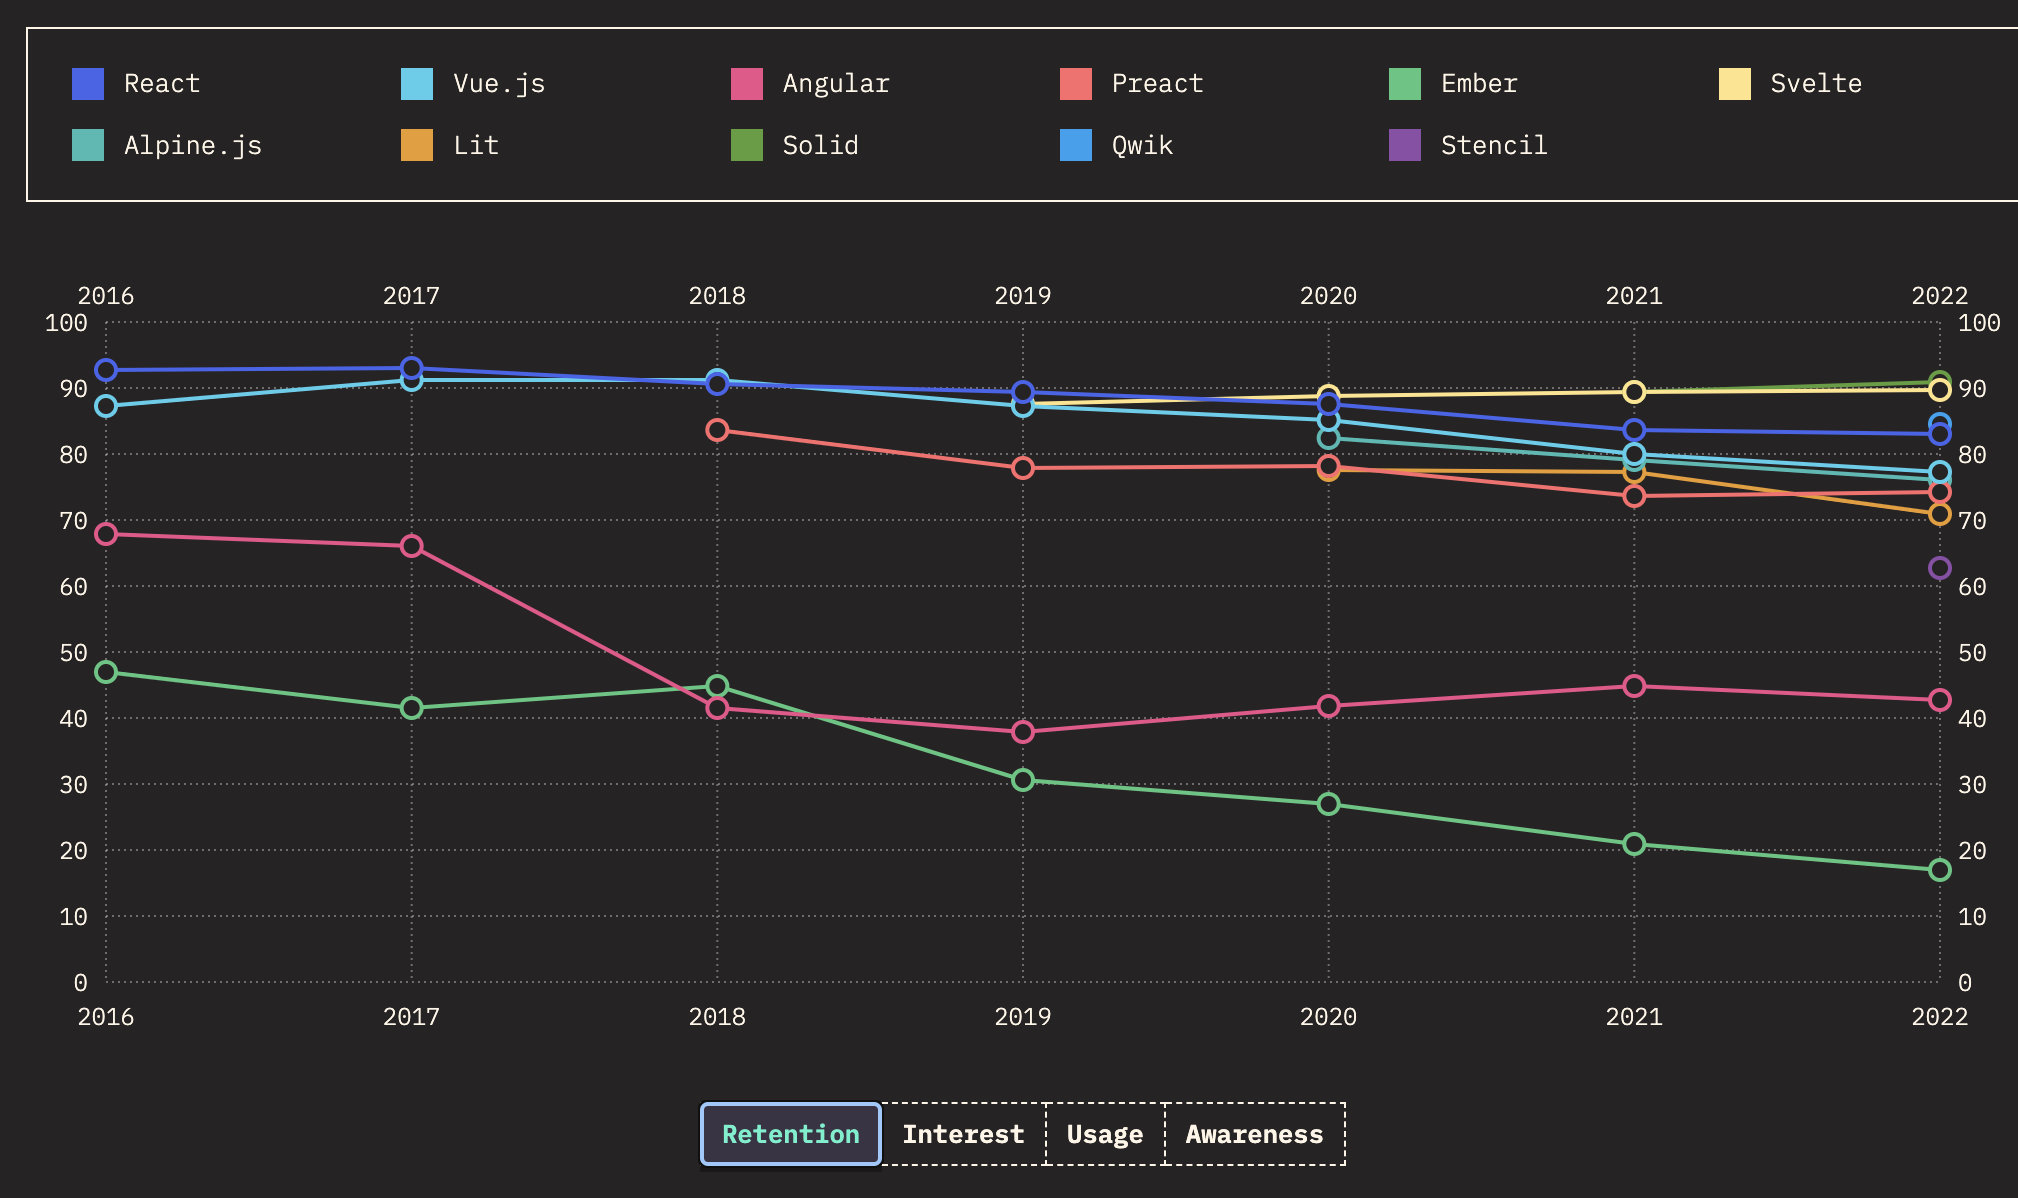 React Vue.js Angular Preact Ember Svelte
Alpine.js Lit Solid Qwik Stencil
2016 2017 2018 2019 2020 2021 2022
100 100
90 90
80 80
70 70
60 60
50 50
40 40
30 30
20 20
10 10
0 0
2016 2017 2018 2019 2020 2021 2022
Retention Interest Usage Awareness